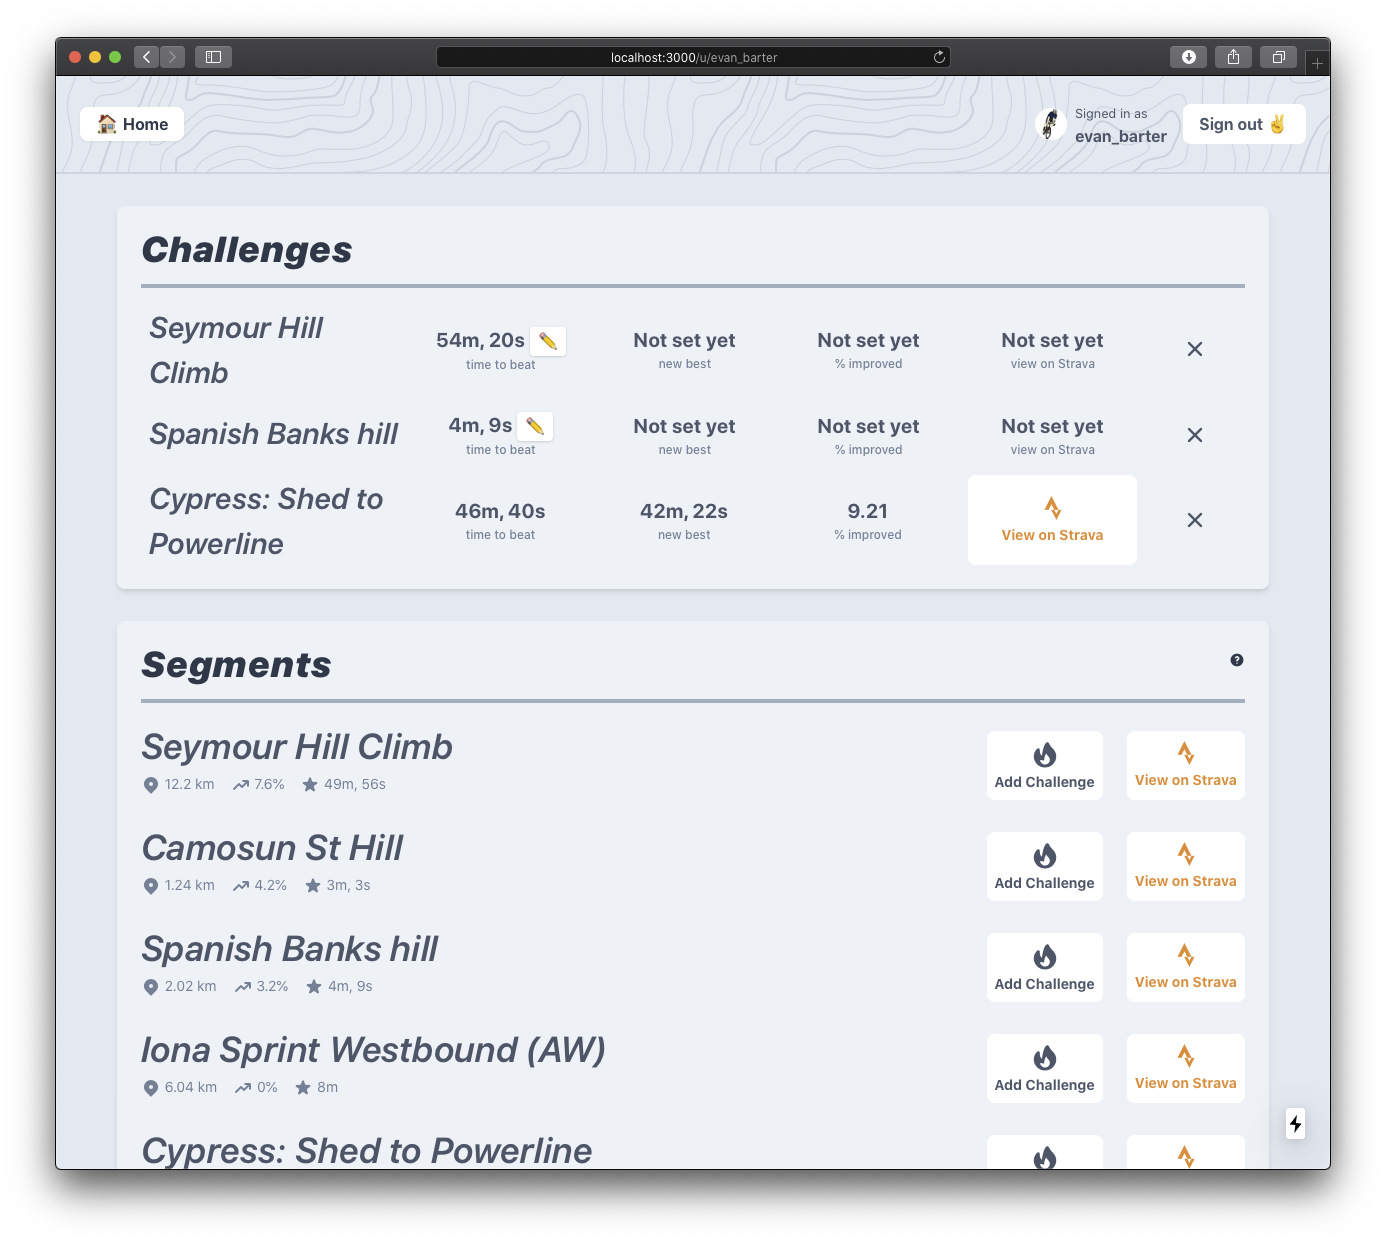 localhost:3000/u/evan_barter
Home
Signed in as
evan_barter
Sign out
Challenges
Seymour Hill
Climb
54m, 20s
time to beat
Not set yet
new best
Not set yet
% improved
Not set yet
view on Strava
Spanish Banks hill
4m, 9s
time to beat
Not set yet
new best
Not set yet
% improved
Not set yet
view on Strava
Cypress: Shed to
Powerline
46m, 40s
time to beat
42m, 22s
new best
9.21
% improved
View on Strava
Segments
Seymour Hill Climb
12.2 km 7.6% 49m, 56s
Add Challenge
View on Strava
Camosun St Hill
1.24 km 4.2% 3m, 3s
Add Challenge
View on Strava
Spanish Banks hill
2.02 km 3.2% 4m, 9s
Add Challenge
View on Strava
Iona Sprint Westbound (AW)
6.04 km 0% 8m
Add Challenge
View on Strava
Cypress: Shed to Powerline